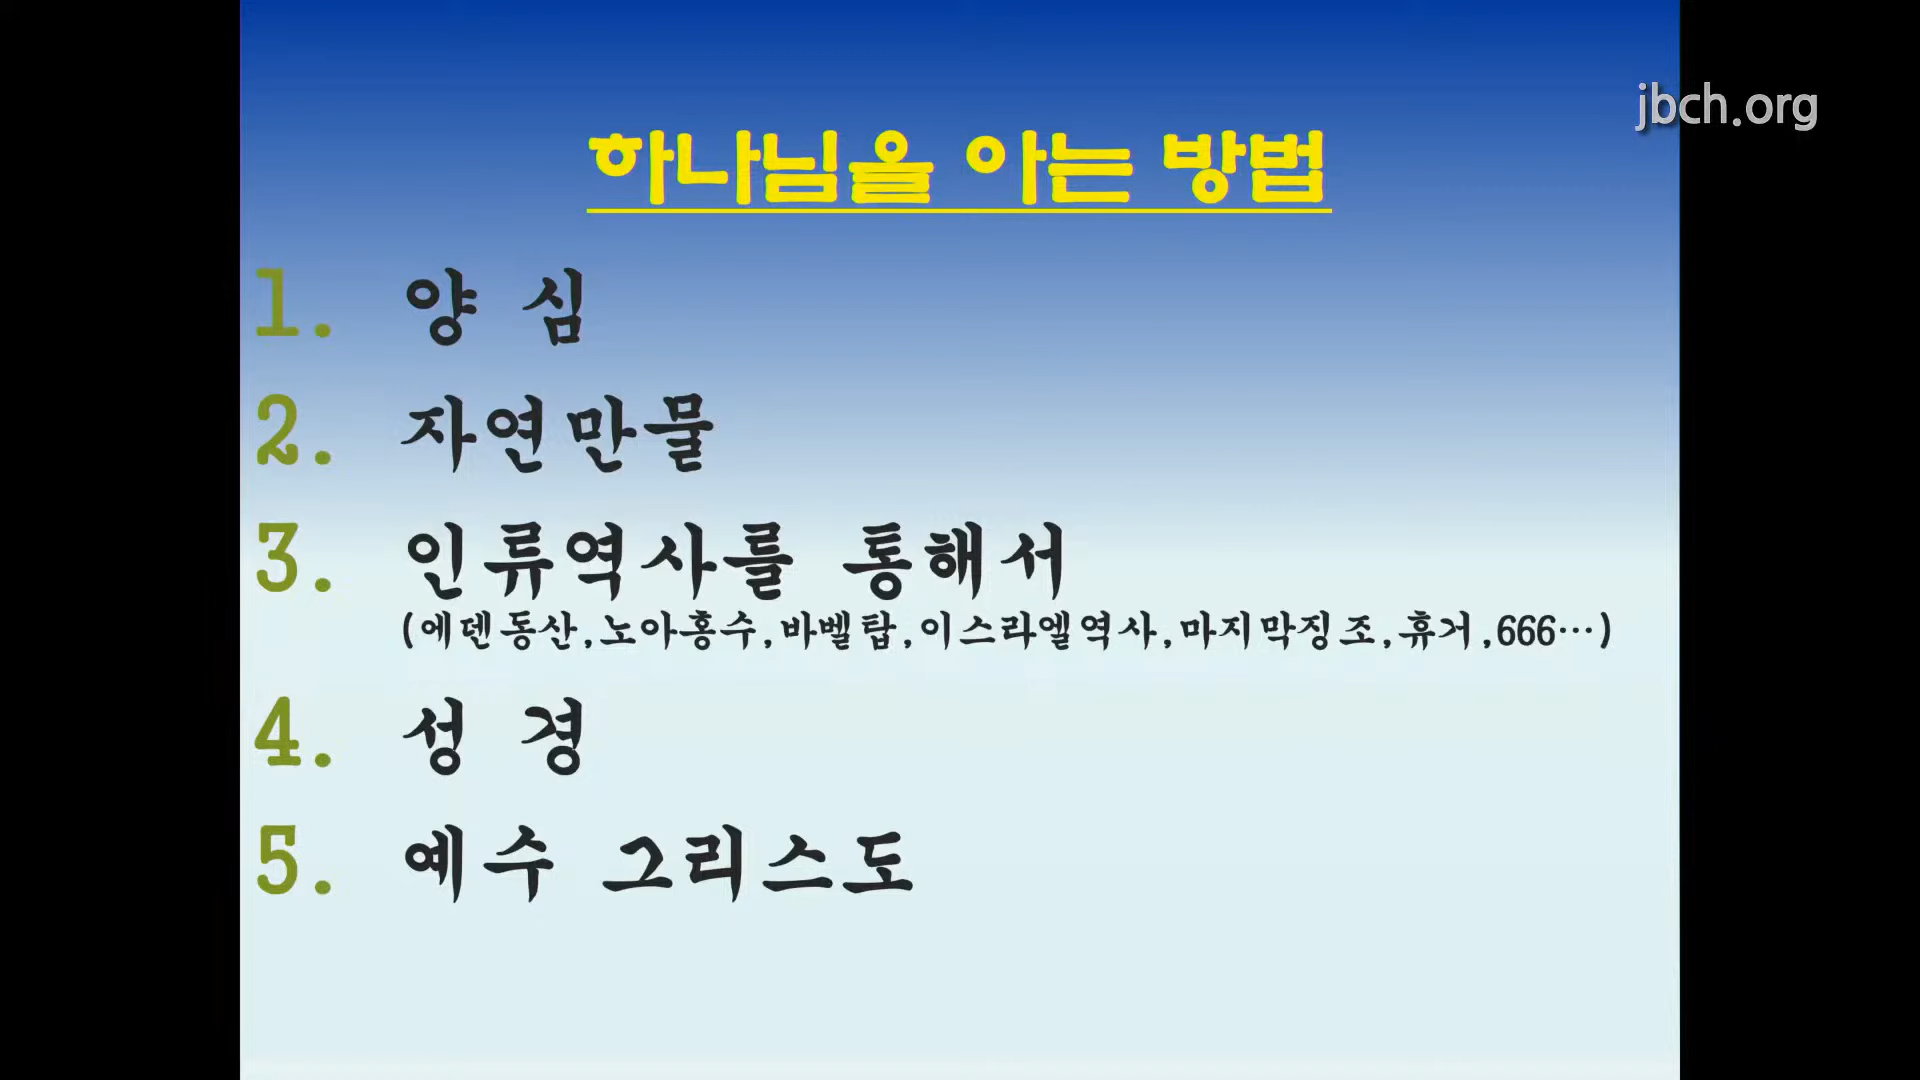 jbch.org
하나님을 아는 방법
1. 양 심
2. 자연만물
3. 인류역사를 통해서
(에덴동산,노아홍수,바벨탑,이스라엘역사,마지막징조,휴거,666…)
4. 성 경
5. 예수 그리스도